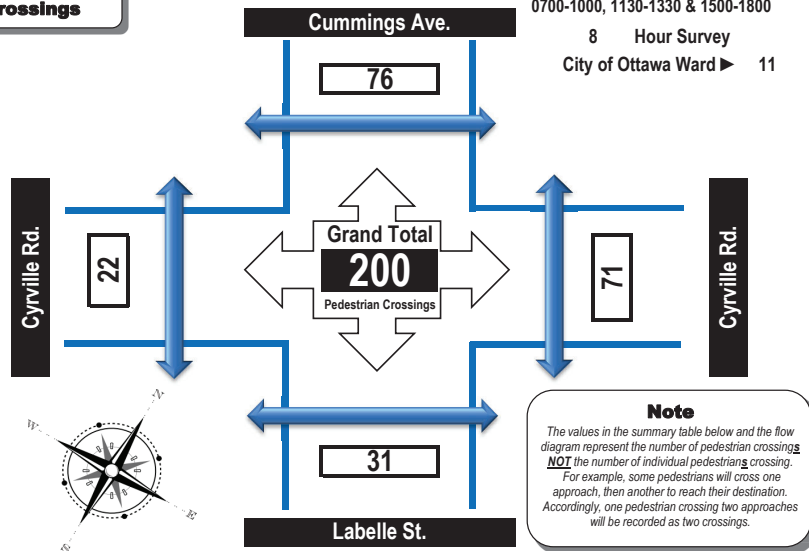 rossings
0700-1000, 1130-1330 & 1500-1800
8 Hour Survey
City of Ottawa Ward ► 11
Cummings Ave.
76
Cyrville Rd.
22
Grand Total
200
Pedestrian Crossings
71
Cyrville Rd.
31
Labelle St.
N
W
E
Note
The values in the summary table below and the flow
diagram represent the number of pedestrian crossings
NOT the number of individual pedestrians crossing.
For example, some pedestrians will cross one
approach, then another to reach their destination.
Accordingly, one pedestrian crossing two approaches
will be recorded as two crossings.